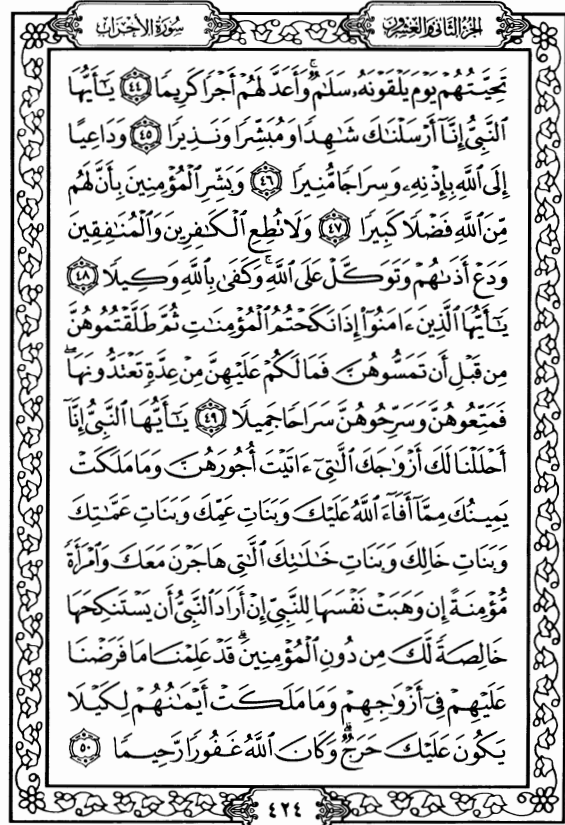 الجزء الثاني والعشرون
سورة الأحزاب
تَحِيَّتُهُمْ يَوْمَ يَلْقَوْنَهُۥ سَلَٰمٌۚ وَأَعَدَّ لَهُمْ أَجْرًا كَرِيمًا ٤٤ يَٰٓأَيُّهَا
ٱلنَّبِىُّ إِنَّآ أَرْسَلْنَٰكَ شَٰهِدًا وَمُبَشِّرًا وَنَذِيرًا ٤٥ وَدَاعِيًا
إِلَى ٱللَّهِ بِإِذْنِهِۦ وَسِرَاجًا مُّنِيرًا ٤٦ وَبَشِّرِ ٱلْمُؤْمِنِينَ بِأَنَّ لَهُم
مِّنَ ٱللَّهِ فَضْلًا كَبِيرًا ٤٧ وَلَا تُطِعِ ٱلْكَٰفِرِينَ وَٱلْمُنَٰفِقِينَ
وَدَعْ أَذَىٰهُمْ وَتَوَكَّلْ عَلَى ٱللَّهِۚ وَكَفَىٰ بِٱللَّهِ وَكِيلًا ٤٨
يَٰٓأَيُّهَا ٱلَّذِينَ ءَامَنُوٓا۟ إِذَا نَكَحْتُمُ ٱلْمُؤْمِنَٰتِ ثُمَّ طَلَّقْتُمُوهُنَّ
مِن قَبْلِ أَن تَمَسُّوهُنَّ فَمَا لَكُمْ عَلَيْهِنَّ مِنْ عِدَّةٍ تَعْتَدُّونَهَاۖ
فَمَتِّعُوهُنَّ وَسَرِّحُوهُنَّ سَرَاحًا جَمِيلًا ٤٩ يَٰٓأَيُّهَا ٱلنَّبِىُّ إِنَّآ
أَحْلَلْنَا لَكَ أَزْوَٰجَكَ ٱلَّٰتِىٓ ءَاتَيْتَ أُجُورَهُنَّ وَمَا مَلَكَتْ
يَمِينُكَ مِمَّآ أَفَآءَ ٱللَّهُ عَلَيْكَ وَبَنَاتِ عَمِّكَ وَبَنَاتِ عَمَّٰتِكَ
وَبَنَاتِ خَالِكَ وَبَنَاتِ خَٰلَٰتِكَ ٱلَّٰتِى هَاجَرْنَ مَعَكَ وَٱمْرَأَةً
مُّؤْمِنَةً إِن وَهَبَتْ نَفْسَهَا لِلنَّبِىِّ إِنْ أَرَادَ ٱلنَّبِىُّ أَن يَسْتَنكِحَهَا
خَالِصَةً لَّكَ مِن دُونِ ٱلْمُؤْمِنِينَۗ قَدْ عَلِمْنَا مَا فَرَضْنَا
عَلَيْهِمْ فِىٓ أَزْوَٰجِهِمْ وَمَا مَلَكَتْ أَيْمَٰنُهُمْ لِكَيْلَا
يَكُونَ عَلَيْكَ حَرَجٌۗ وَكَانَ ٱللَّهُ غَفُورًا رَّحِيمًا ٥٠
٤٢٤